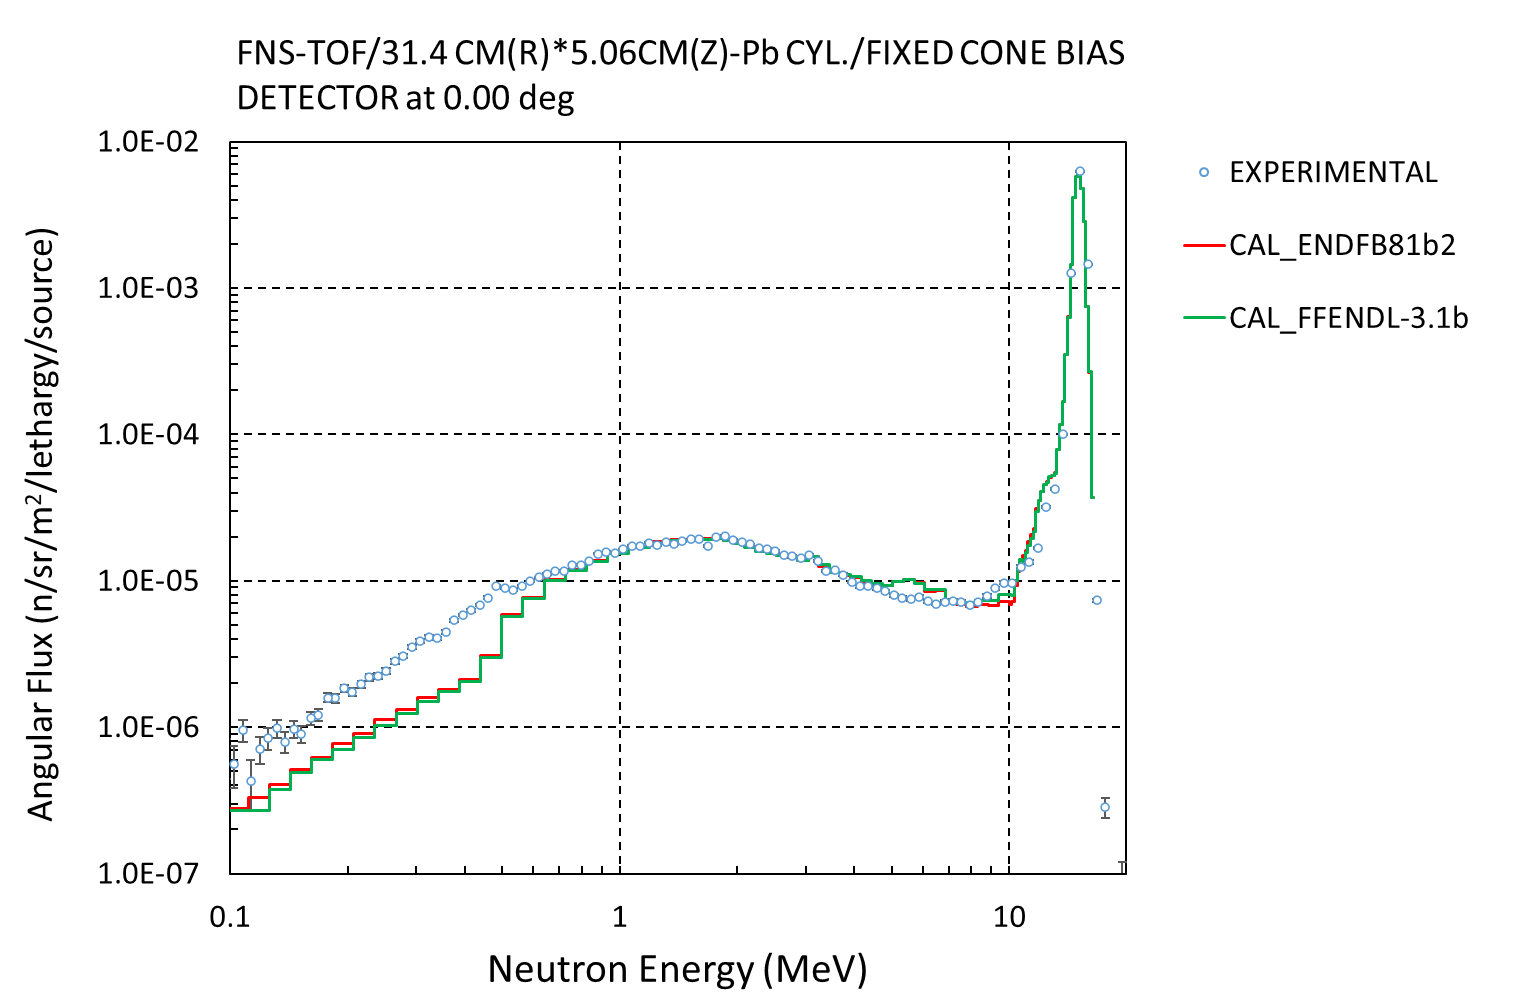 FNS-TOF/31.4 CM(R)*5.06CM(Z)-Pb CYL./FIXED CONE BIAS
DETECTOR at 0.00 deg
1.0E-02
1.0E-03
1.0E-04
1.0E-05
1.0E-06
1.0E-07
Angular Flux (n/sr/m²/lethargy/source)
0.1
1
10
Neutron Energy (MeV)
EXPERIMENTAL
CAL_ENDFB81b2
CAL_FFENDL-3.1b